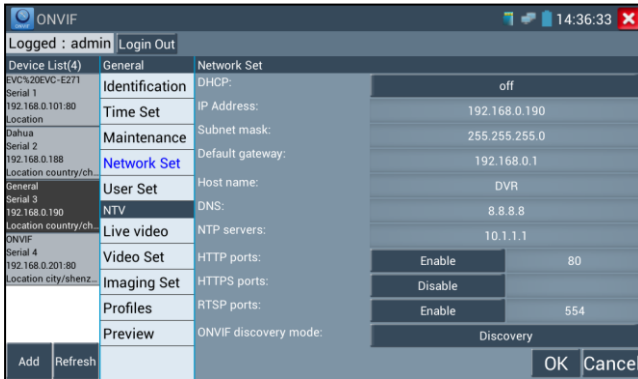 ONVIF
14:36:33
Logged : admin Login Out
Device List(4)
EVC%20EVC-E271
Serial 1
192.168.0.101:80
Location
Dahua
Serial 2
192.168.0.188
Location country/ch...
General
Serial 3
192.168.0.190
Location country/ch...
ONVIF
Serial 4
192.168.0.201:80
Location city/shenz...
Add Refresh
General
Identification
Time Set
Maintenance
Network Set
User Set
NTV
Live video
Video Set
Imaging Set
Profiles
Preview
Network Set
DHCP: off
IP Address: 192.168.0.190
Subnet mask: 255.255.255.0
Default gateway: 192.168.0.1
Host name: DVR
DNS: 8.8.8.8
NTP servers: 10.1.1.1
HTTP ports: Enable 80
HTTPS ports: Disable
RTSP ports: Enable 554
ONVIF discovery mode: Discovery
OK Cancel